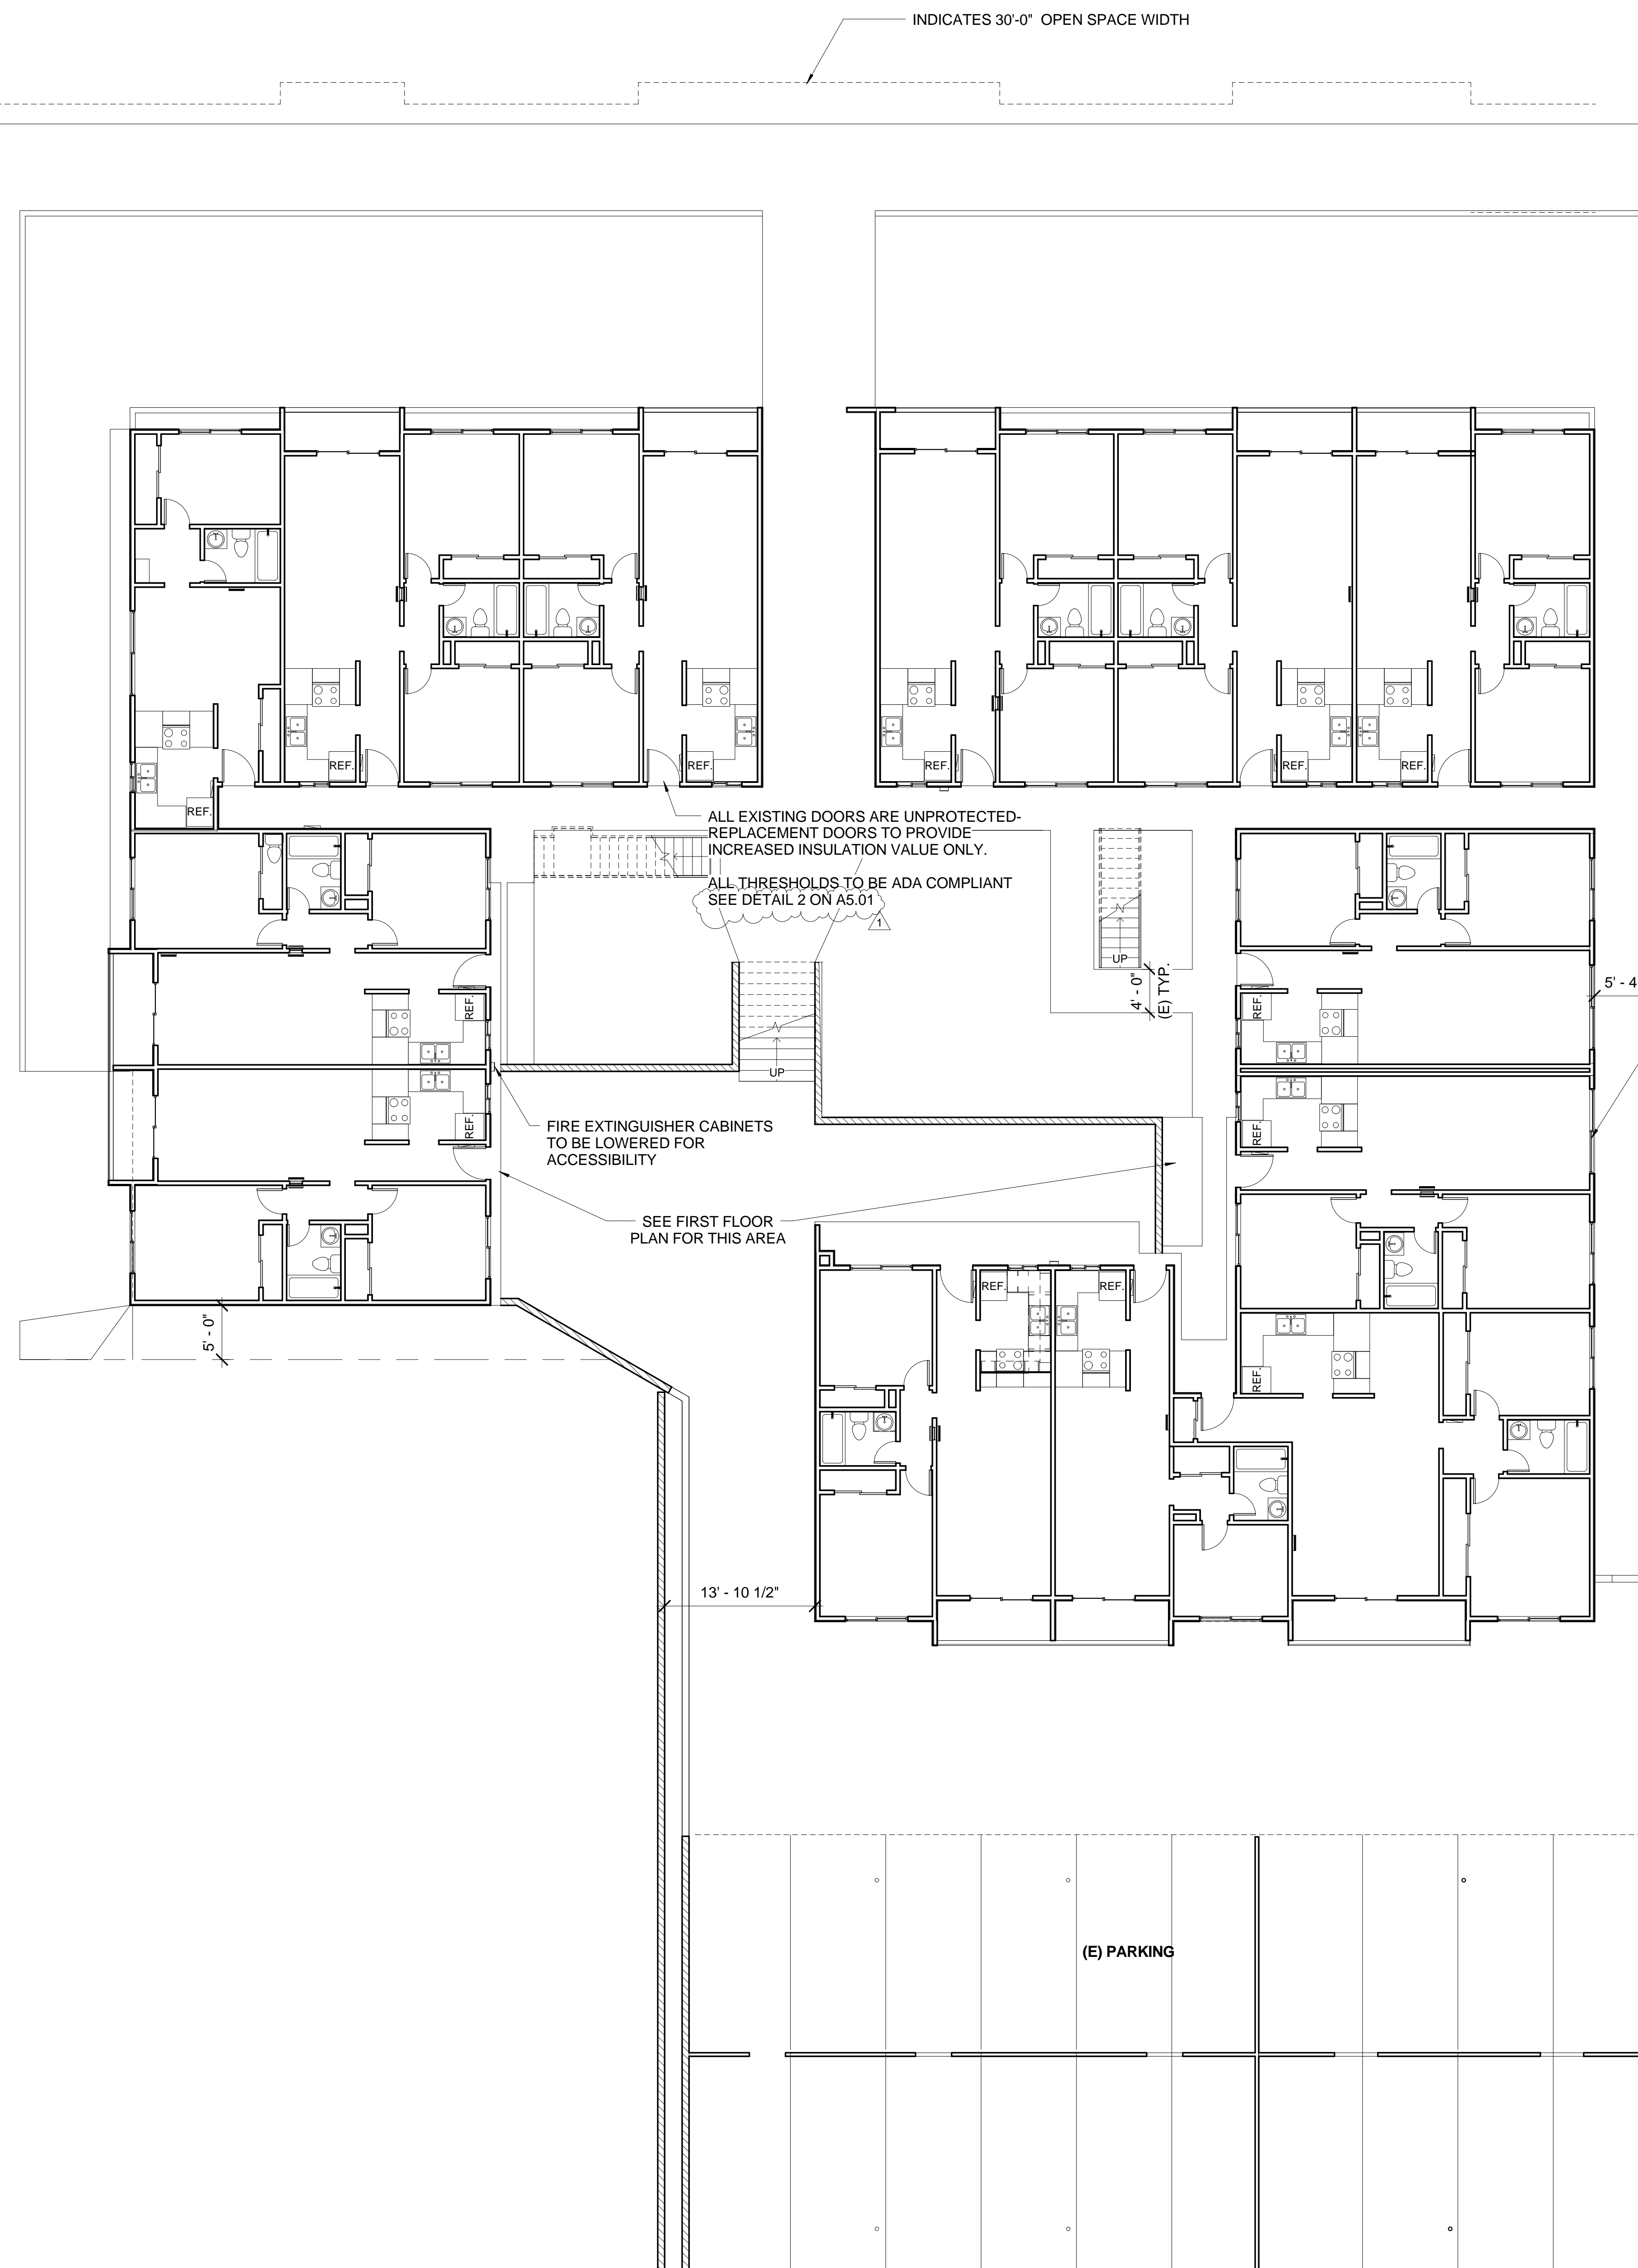 INDICATES 30'-0" OPEN SPACE WIDTH
REF.
REF.
REF.
REF.
REF.
REF.
ALL EXISTING DOORS ARE UNPROTECTED-
REPLACEMENT DOORS TO PROVIDE
INCREASED INSULATION VALUE ONLY.
ALL THRESHOLDS TO BE ADA COMPLIANT
SEE DETAIL 2 ON A5.01
1
UP
4' - 0"
(E) TYP.
5' - 4
REF.
REF.
UP
FIRE EXTINGUISHER CABINETS
TO BE LOWERED FOR
ACCESSIBILITY
REF.
REF.
SEE FIRST FLOOR
PLAN FOR THIS AREA
REF.
REF.
5' - 0"
REF.
13' - 10 1/2"
(E) PARKING